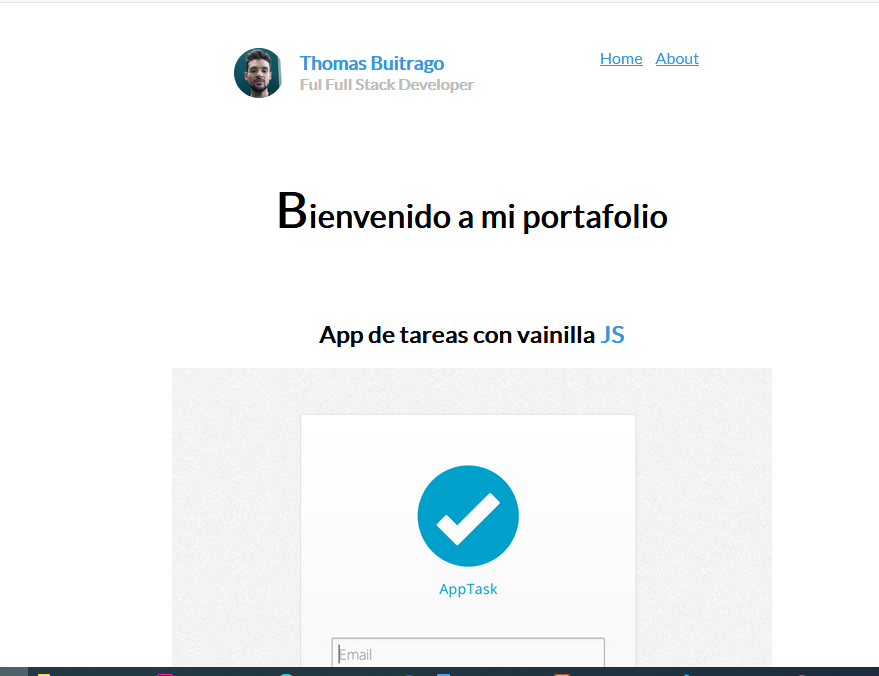 Thomas Buitrago
Ful Full Stack Developer
Home About
Bienvenido a mi portafolio
App de tareas con vainilla JS
AppTask
Email